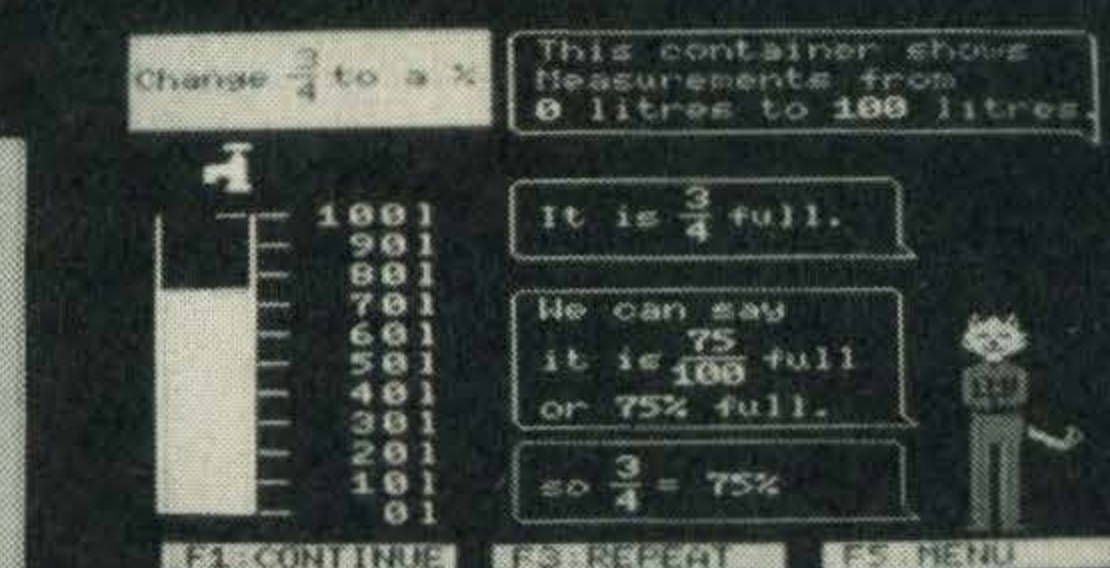 Change 3/4 to a %
This container shows
Measurements from
0 litres to 100 litres.
100l
90l
80l
70l
60l
50l
40l
30l
20l
10l
0l
It is 3/4 full.
We can say
it is 75/100 full
or 75% full.
so 3/4 = 75%
F1:CONTINUE
F3:REPEAT
F5 MENU